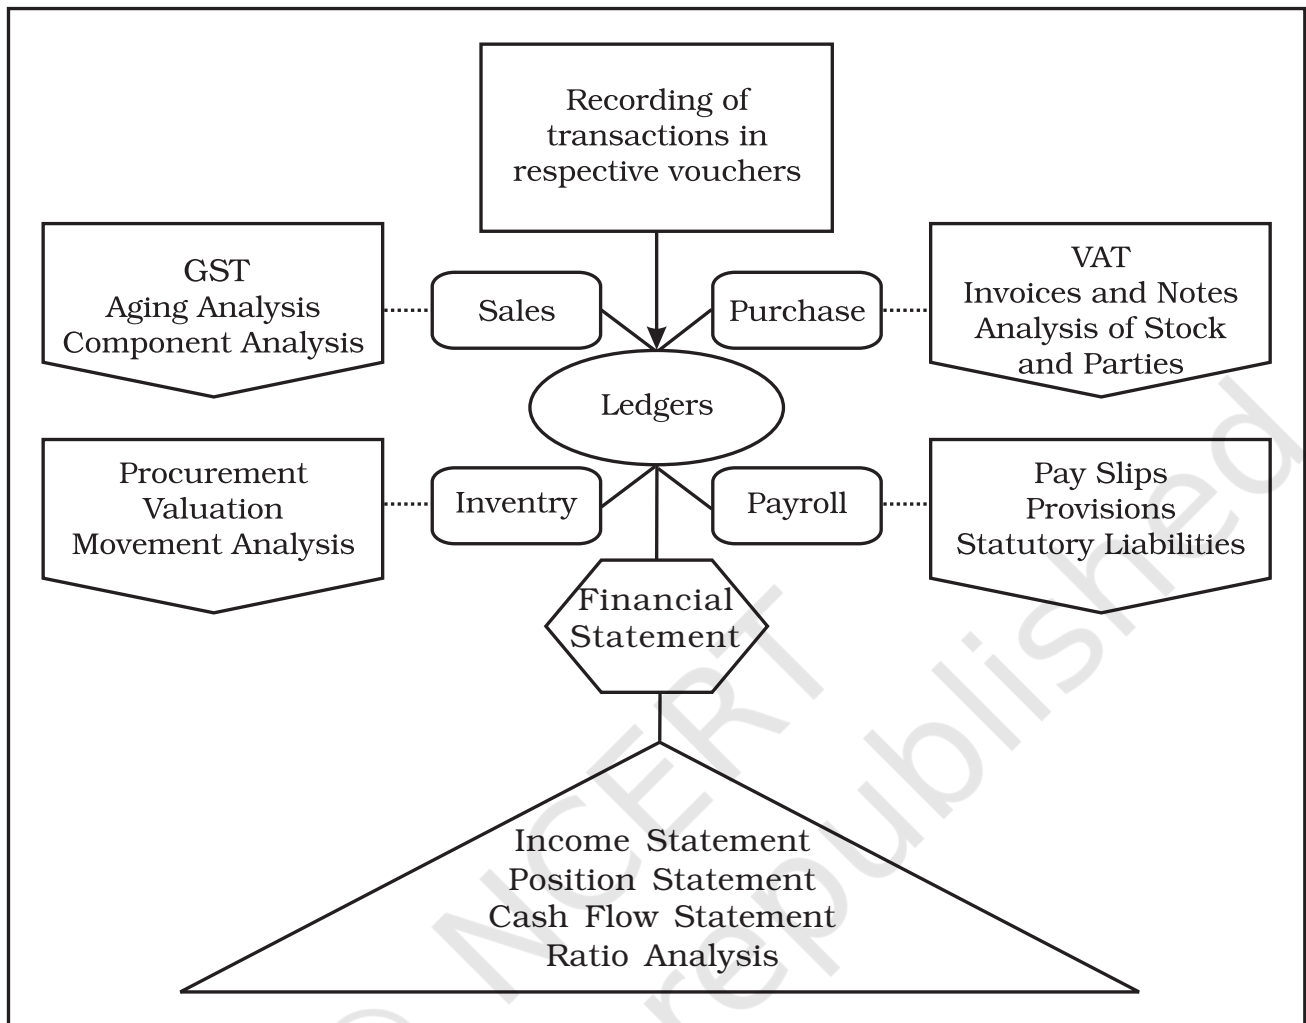 Recording of
transactions in
respective vouchers
GST
Aging Analysis
Component Analysis
Sales
Purchase
VAT
Invoices and Notes
Analysis of Stock
and Parties
Ledgers
Procurement
Valuation
Movement Analysis
Inventry
Payroll
Pay Slips
Provisions
Statutory Liabilities
Financial
Statement
Income Statement
Position Statement
Cash Flow Statement
Ratio Analysis
© NCERT
republished